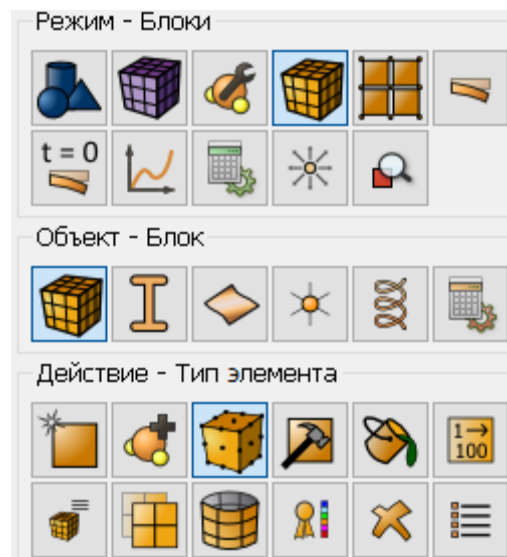 Режим - Блоки
t = 0
Объект - Блок
Действие - Тип элемента
1→
100